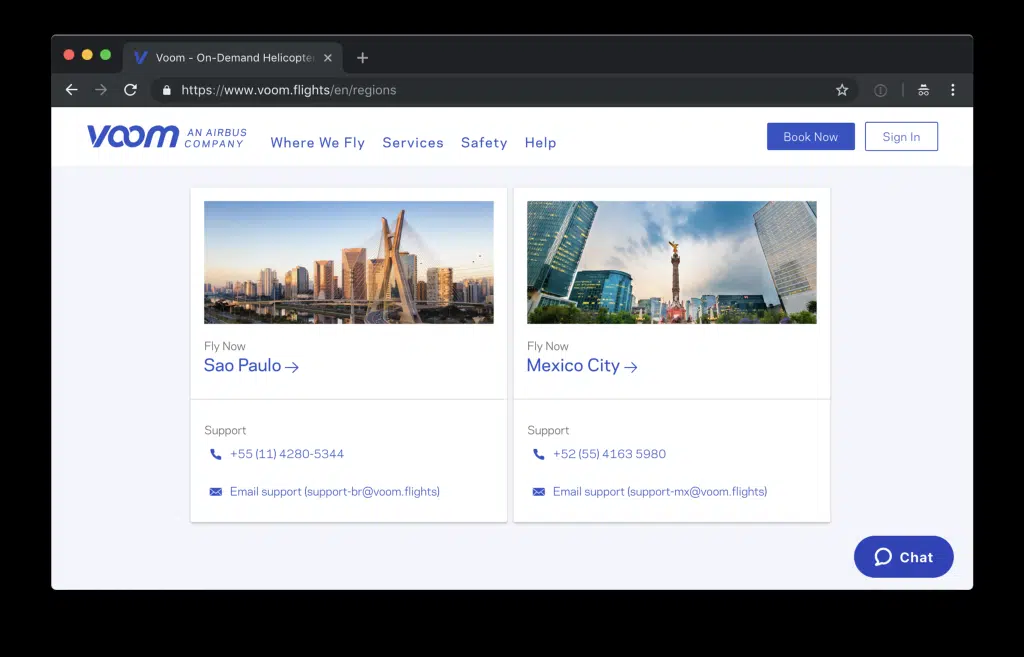 Voom - On-Demand Helicopte
https://www.voom.flights/en/regions
voom AN AIRBUS COMPANY
Where We Fly Services Safety Help
Book Now Sign In
Fly Now
Sao Paulo →
Support
+55 (11) 4280-5344
Email support (support-br@voom.flights)
Fly Now
Mexico City →
Support
+52 (55) 4163 5980
Email support (support-mx@voom.flights)
Chat